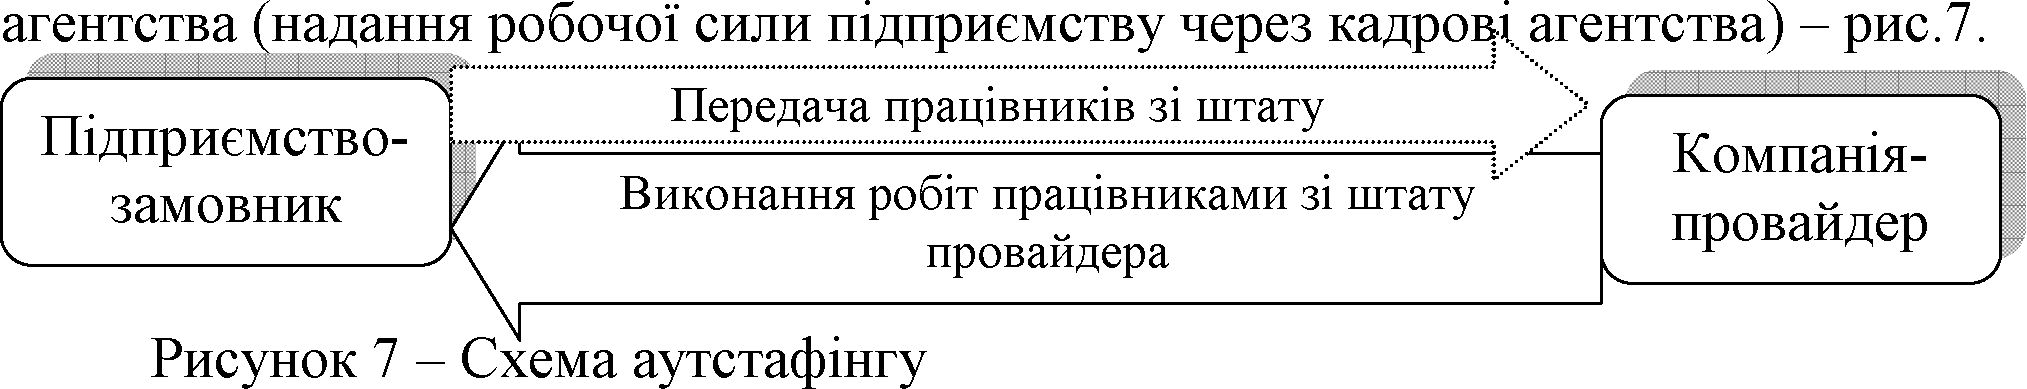 агентства (надання робочої сили підприємству через кадрові агентства) – рис.7.
Підприємство-
замовник
Передача працівників зі штату
Виконання робіт працівниками зі штату
провайдера
Компанія-
провайдер
Рисунок 7 – Схема аутстафінгу